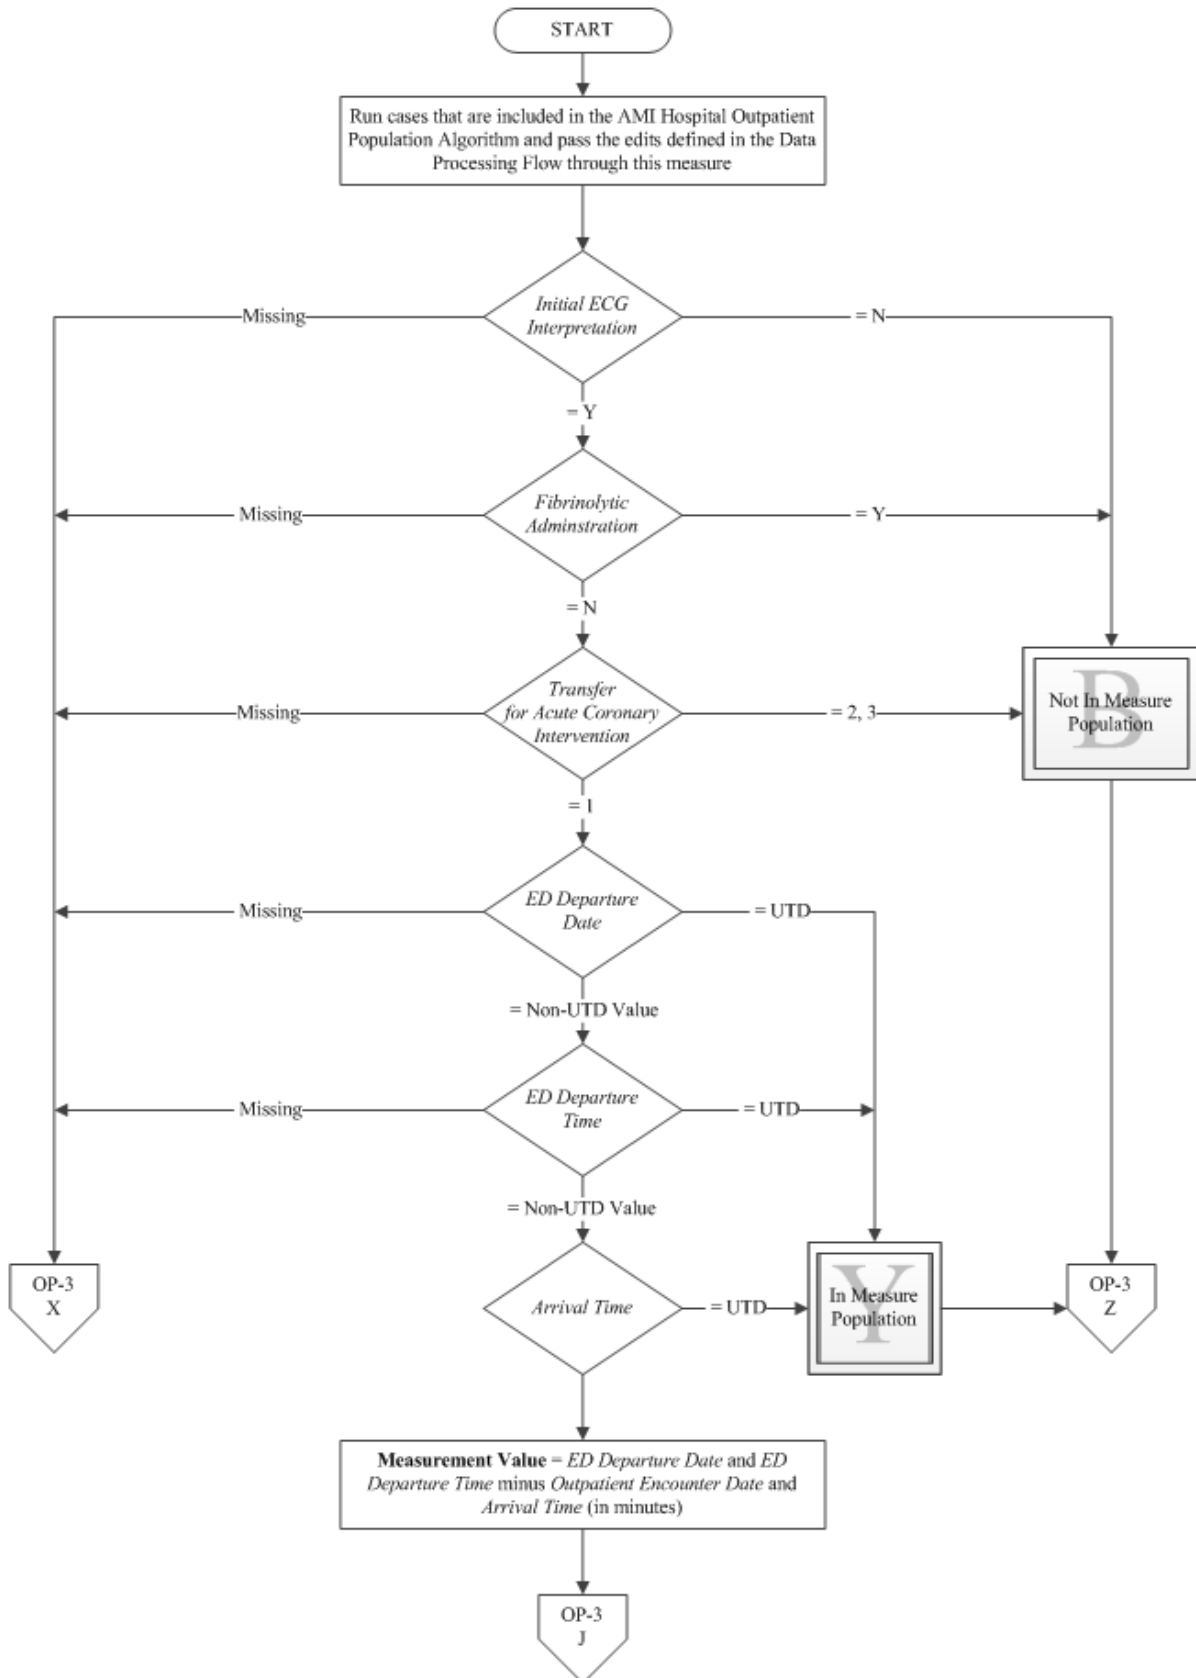 START
Run cases that are included in the AMI Hospital Outpatient
Population Algorithm and pass the edits defined in the Data
Processing Flow through this measure
Initial ECG
Interpretation
Missing
= N
= Y
Fibrinolytic
Adminstration
Missing
= Y
= N
Transfer
for Acute Coronary
Intervention
Missing
= 2, 3
B
Not In Measure
Population
= 1
ED Departure
Date
Missing
= UTD
= Non-UTD Value
ED Departure
Time
Missing
= UTD
= Non-UTD Value
Arrival Time
= UTD
Y
In Measure
Population
OP-3
X
OP-3
Z
Measurement Value = ED Departure Date and ED
Departure Time minus Outpatient Encounter Date and
Arrival Time (in minutes)
OP-3
J